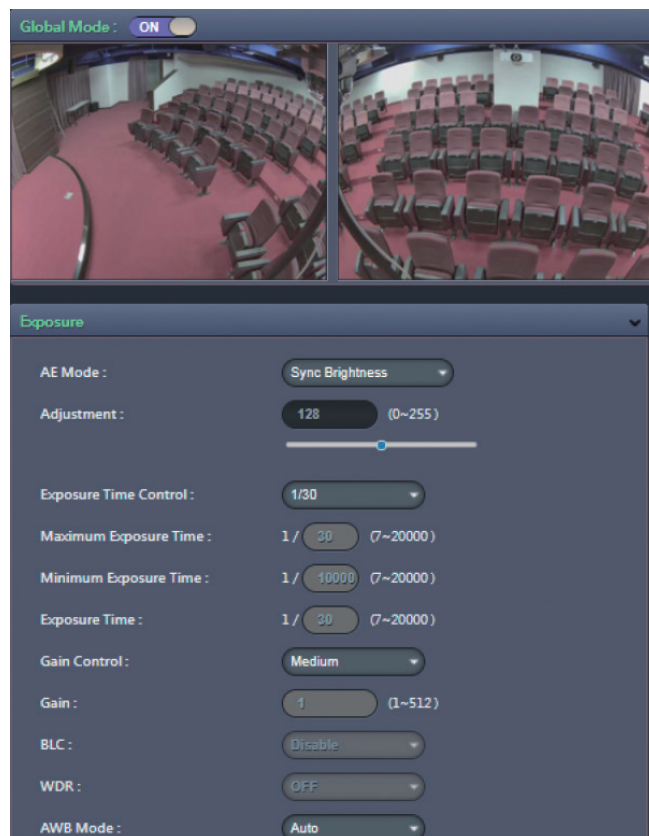 Global Mode : ON
Exposure
AE Mode : Sync Brightness
Adjustment : 128 (0~255)
Exposure Time Control : 1/30
Maximum Exposure Time : 1 / 30 (7~20000)
Minimum Exposure Time : 1 / 10000 (7~20000)
Exposure Time : 1 / 30 (7~20000)
Gain Control : Medium
Gain : 1 (1~512)
BLC : Disable
WDR : OFF
AWB Mode : Auto